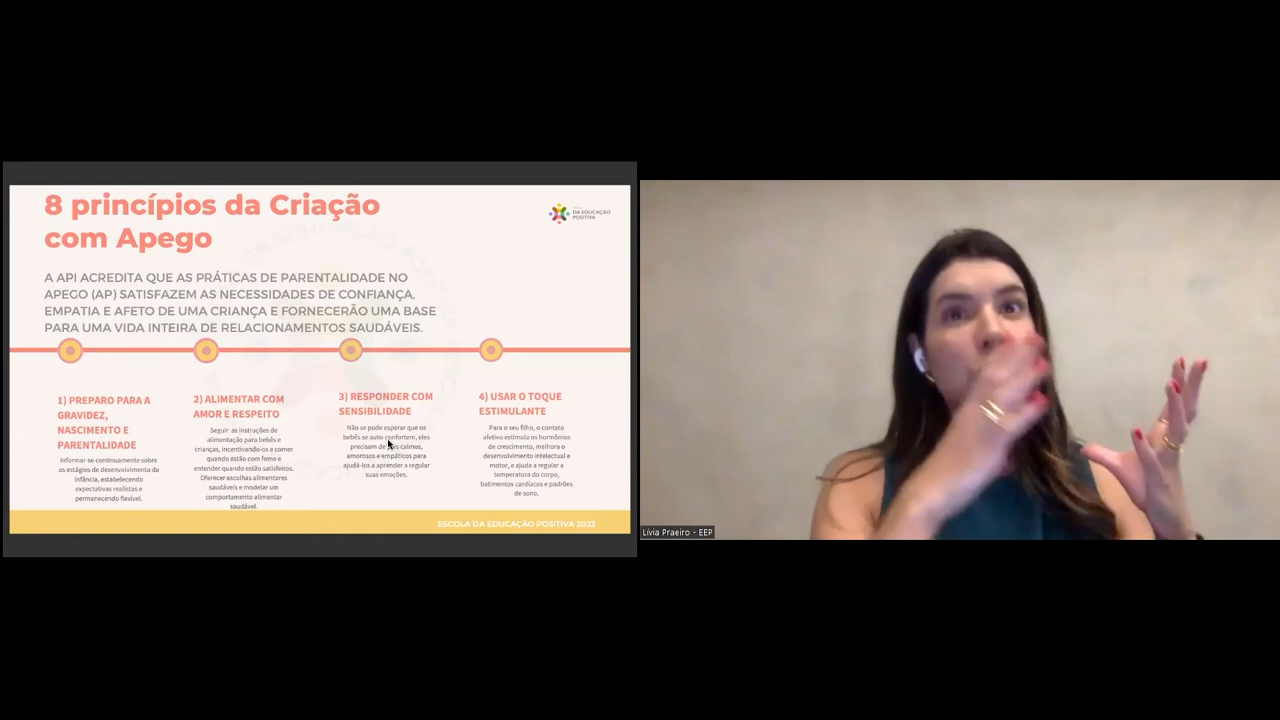 8 princípios da Criação
com Apego
DA EDUCAÇÃO
POSITIVA
A API ACREDITA QUE AS PRÁTICAS DE PARENTALIDADE NO
APEGO (AP) SATISFAZEM AS NECESSIDADES DE CONFIANÇA,
EMPATIA E AFETO DE UMA CRIANÇA E FORNECERÃO UMA BASE
PARA UMA VIDA INTEIRA DE RELACIONAMENTOS SAUDÁVEIS.
1) PREPARO PARA A
GRAVIDEZ,
NASCIMENTO E
PARENTALIDADE
Informar-se continuamente sobre
os estágios de desenvolvimento da
infância, estabelecendo
expectativas realistas e
permanecendo flexível.
2) ALIMENTAR COM
AMOR E RESPEITO
Seguir as instruções de
alimentação para bebês e
crianças, incentivando-os a comer
quando estão com fome e
entender quando estão satisfeitos.
Oferecer escolhas alimentares
saudáveis e modelar um
comportamento alimentar
saudável.
3) RESPONDER COM
SENSIBILIDADE
Não se pode esperar que os
bebês se auto-confortem, eles
precisam de calmos,
amorosos e empáticos para
ajudá-los a aprender a regular
suas emoções.
4) USAR O TOQUE
ESTIMULANTE
Para o seu filho, o contato
afetivo estimula os hormônios
de crescimento, melhora o
desenvolvimento intelectual e
motor, e ajuda a regular a
temperatura do corpo,
batimentos cardíacos e padrões
de sono.
ESCOLA DA EDUCAÇÃO POSITIVA 2022
Lívia Praeiro - EEP